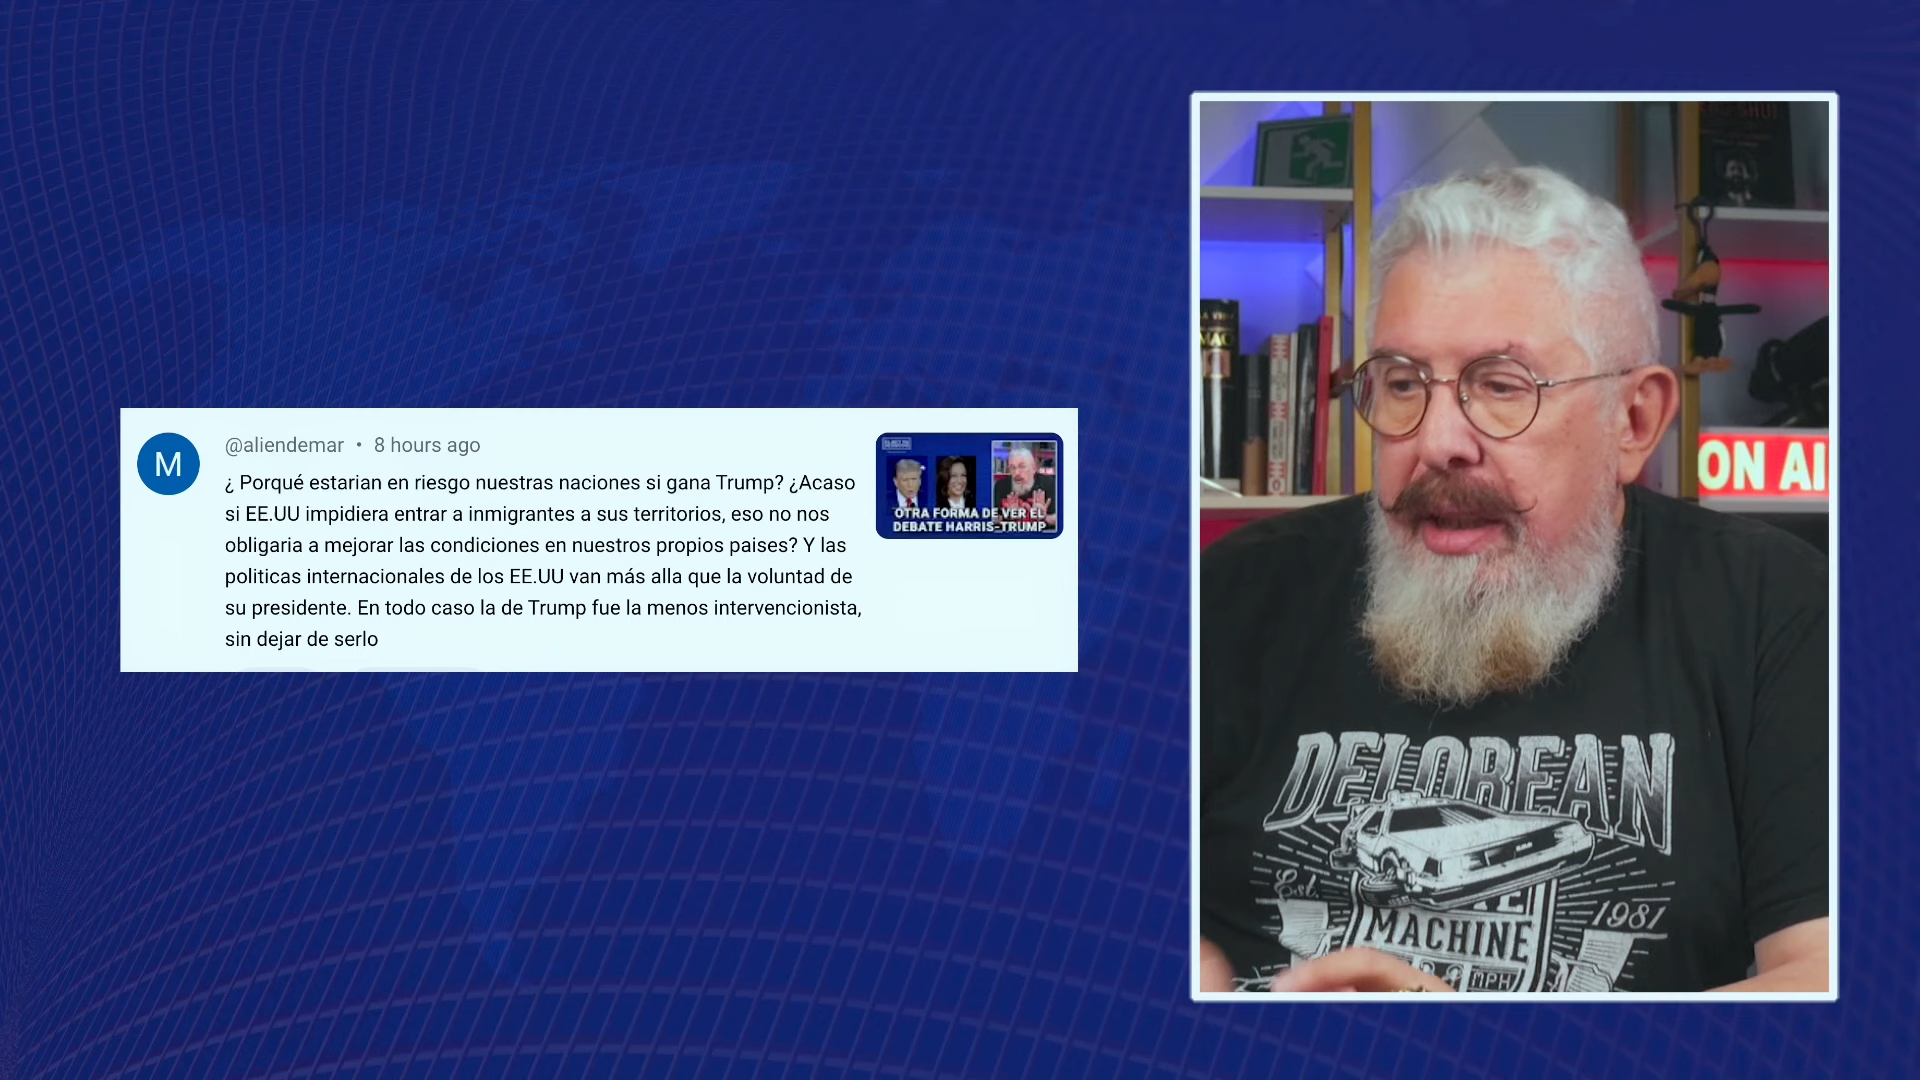 @aliendemar • 8 hours ago
M
¿ Porqué estarian en riesgo nuestras naciones si gana Trump? ¿Acaso
si EE.UU impidiera entrar a inmigrantes a sus territorios, eso no nos
obligaria a mejorar las condiciones en nuestros propios paises? Y las
politicas internacionales de los EE.UU van más alla que la voluntad de
su presidente. En todo caso la de Trump fue la menos intervencionista,
sin dejar de serlo
OTRA FORMA DE VER EL
DEBATE HARRIS-TRUMP
ON AI
DELOREAN
Est.
1981
MACHINE
MPH